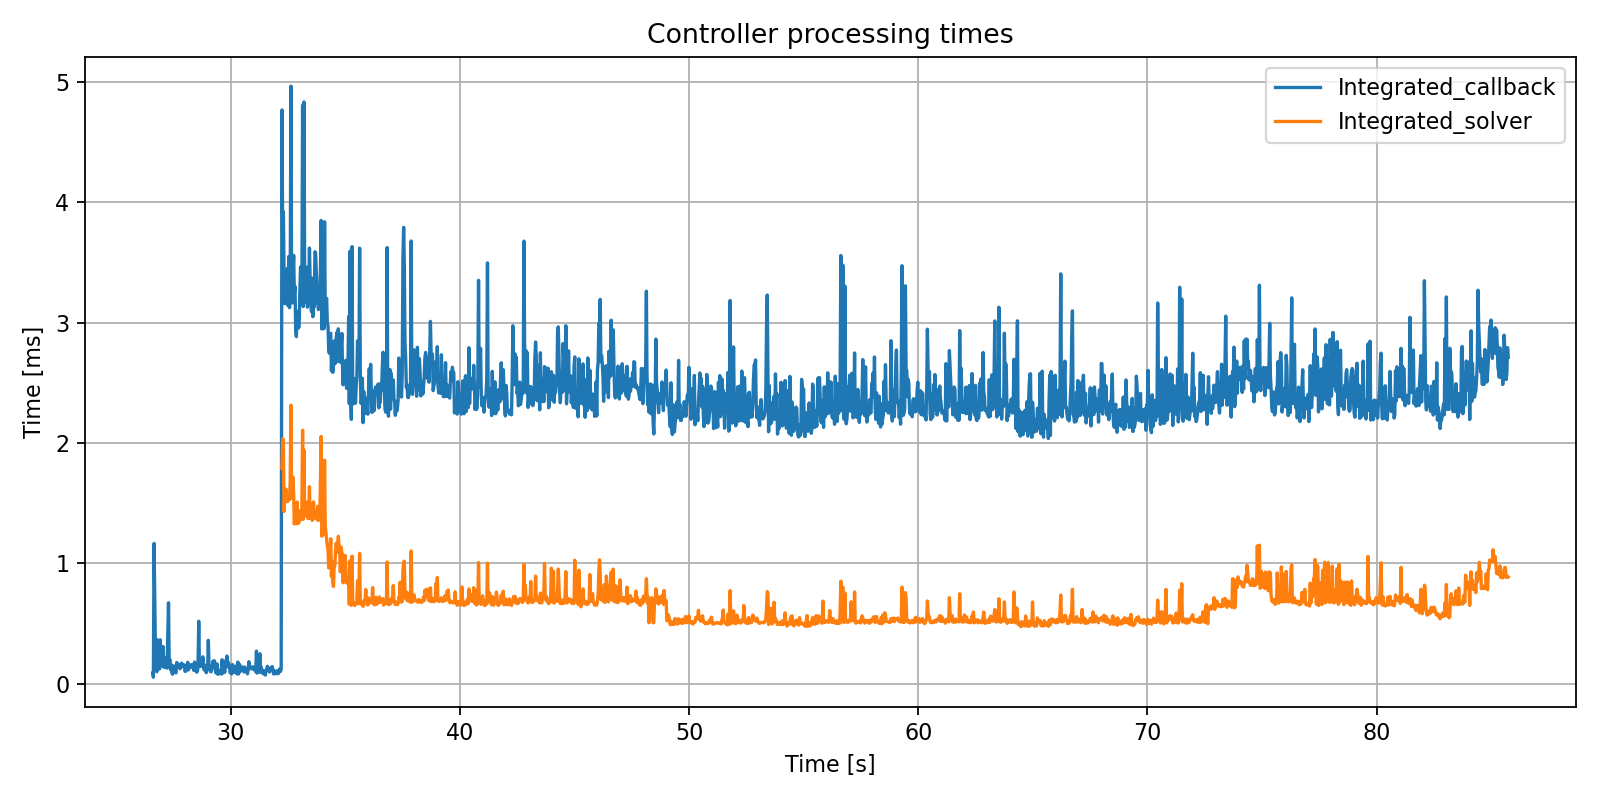 Controller processing times
Integrated_callback
Integrated_solver
Time [ms]
5
4
3
2
1
0
30 40 50 60 70 80
Time [s]